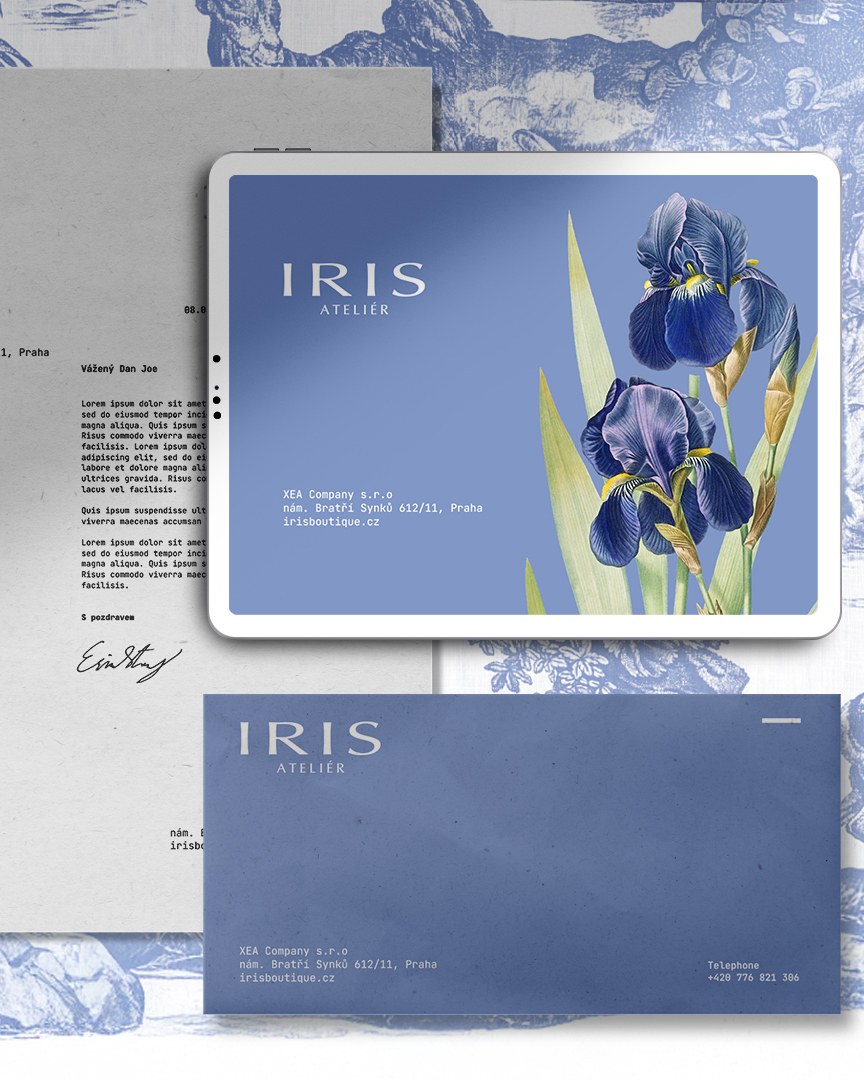 08.0
1, Praha
Vážený Dan Joe
Lorem ipsum dolor sit amet
sed do eiusmod tempor inci
magna aliqua. Quis ipsum s
Risus commodo viverra maec
facilisis. Lorem ipsum dol
adipiscing elit, sed do ei
labore et dolore magna ali
ultrices gravida. Risus co
lacus vel facilisis.
Quis ipsum suspendisse ult
viverra maecenas accumsan
Lorem ipsum dolor sit amet
sed do eiusmod tempor inci
magna aliqua. Quis ipsum s
Risus commodo viverra maec
facilisis.
S pozdravem
nám. B
irisbo
IRIS
ATELIÉR
XEA Company s.r.o
nám. Bratří Synků 612/11, Praha
irisboutique.cz
IRIS
ATELIÉR
XEA Company s.r.o
nám. Bratří Synků 612/11, Praha
irisboutique.cz
Telephone
+420 776 821 306